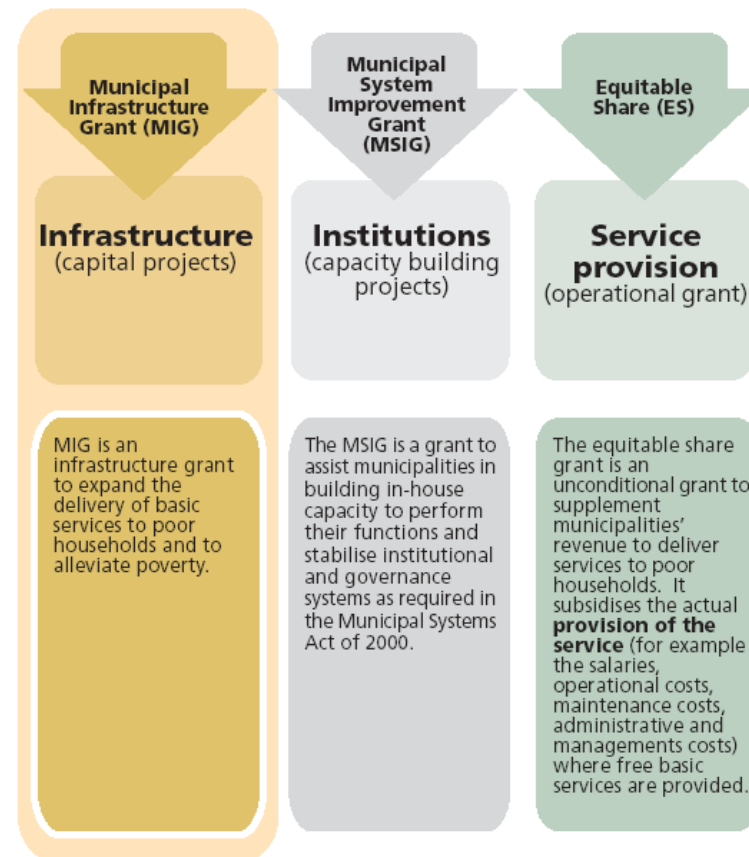 Municipal
Infrastructure
Grant (MIG)
Infrastructure
(capital projects)
MIG is an
infrastructure grant
to expand the
delivery of basic
services to poor
households and to
alleviate poverty.
Municipal
System
Improvement
Grant
(MSIG)
Institutions
(capacity building
projects)
The MSIG is a grant to
assist municipalities in
building in-house
capacity to perform
their functions and
stabilise institutional
and governance
systems as required in
the Municipal Systems
Act of 2000.
Equitable
Share (ES)
Service
provision
(operational grant)
The equitable share
grant is an
unconditional grant to
supplement
municipalities'
revenue to deliver
services to poor
households. It
subsidises the actual
provision of the
service (for example
the salaries,
operational costs,
maintenance costs,
administrative and
managements costs)
where free basic
services are provided.